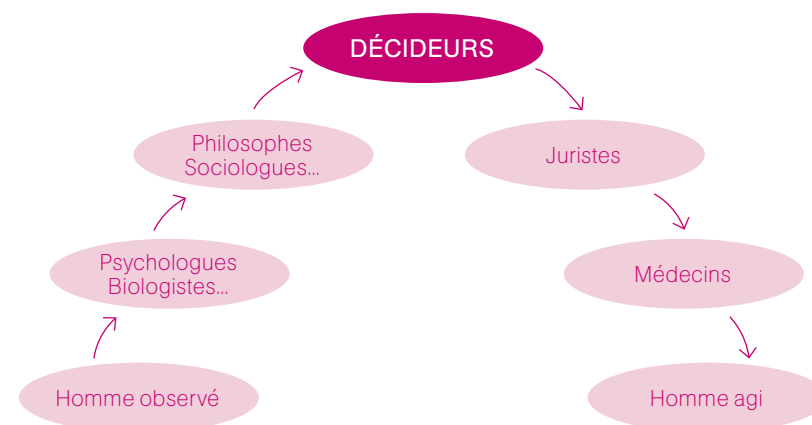 DÉCIDEURS
Philosophes
Sociologues...
Juristes
Psychologues
Biologistes...
Médecins
Homme observé
Homme agi